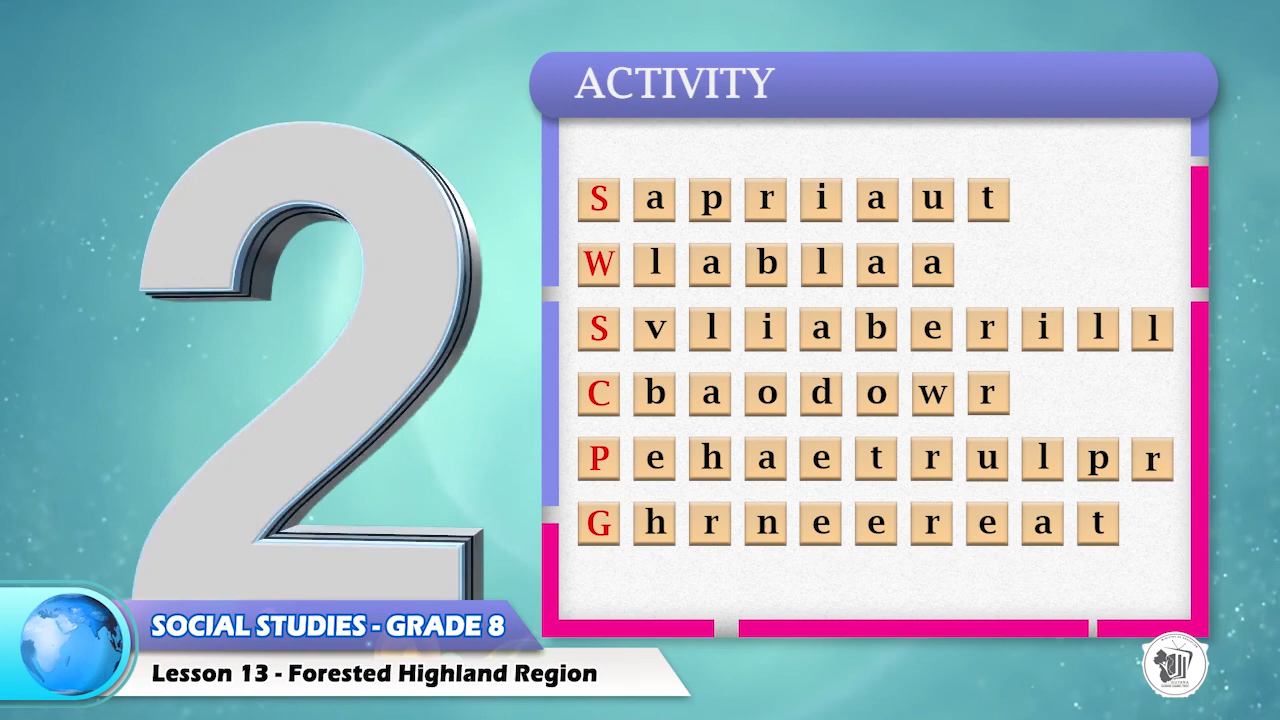 ACTIVITY
S a p r i a u t
W l a b l a a
S v l i a b e r i l l
C b a o d o w r
P e h a e t r u l p r
G h r n e e r e a t
2
SOCIAL STUDIES - GRADE 8
Lesson 13 - Forested Highland Region